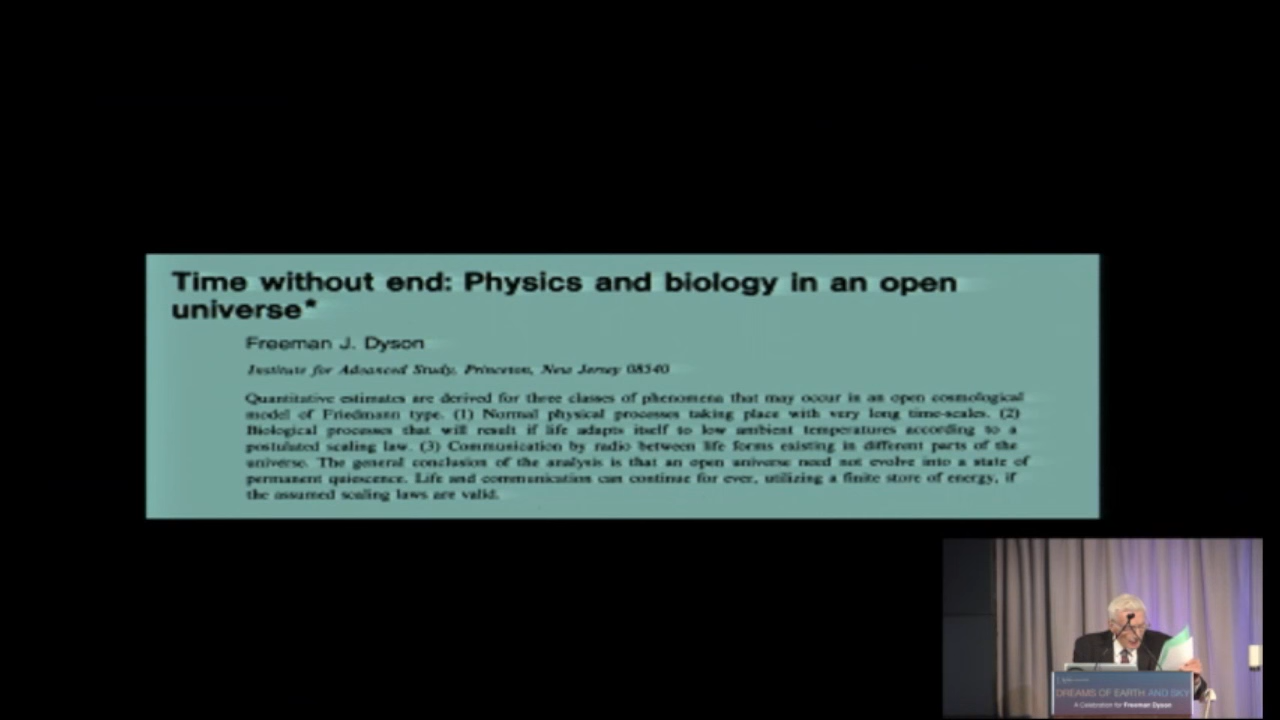 Time without end: Physics and biology in an open
universe*
Freeman J. Dyson
Institute for Advanced Study, Princeton, New Jersey 08540
Quantitative estimates are derived for three classes of phenomena that may occur in an open cosmological
model of Friedmann type. (1) Normal physical processes taking place with very long time-scales. (2)
Biological processes that will result if life adapts itself to low ambient temperatures according to a
postulated scaling law. (3) Communication by radio between life forms existing in different parts of the
universe. The general conclusion of the analysis is that an open universe need not evolve into a state of
permanent quiescence. Life and communication can continue for ever, utilizing a finite store of energy, if
the assumed scaling laws are valid.
DREAMS OF EARTH AND SKY
A Celebration for Freeman Dyson